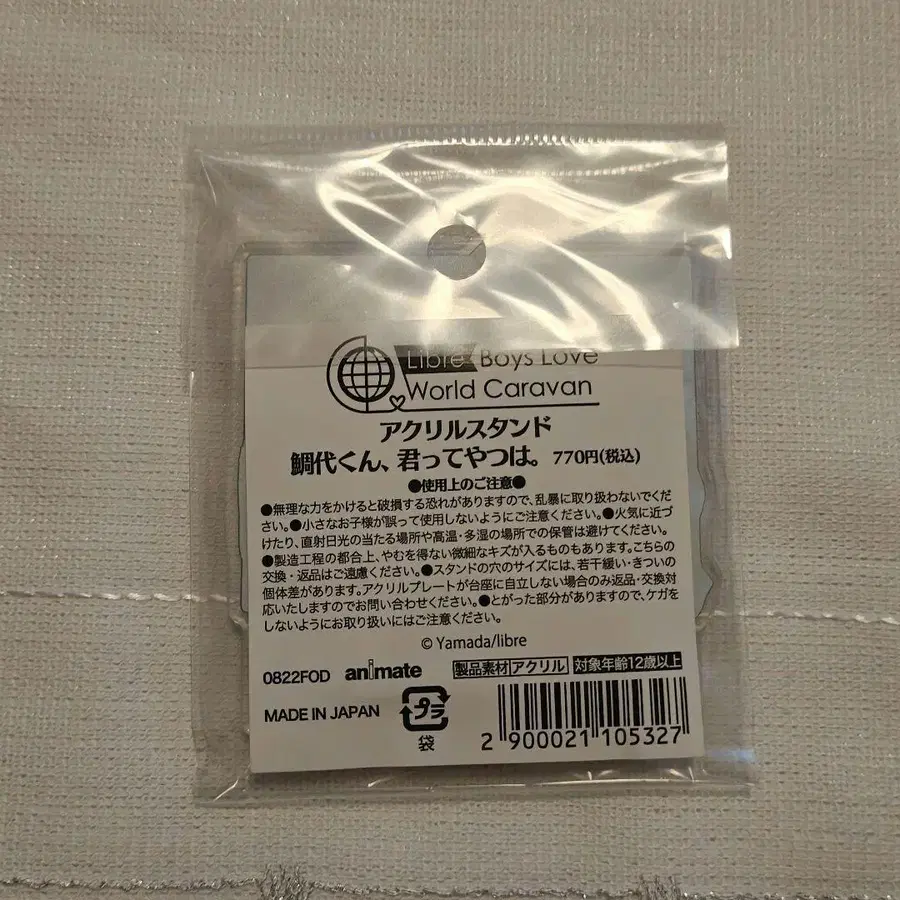 Libre Boys Love
World Caravan
アクリルスタンド
鯛代くん、君ってやつは。 770円(税込)
●使用上のご注意●
●無理な力をかけると破損する恐れがありますので、乱暴に取り扱わないでくだ
さい。●小さなお子様が誤って使用しないようにご注意ください。●火気に近づ
けたり、直射日光の当たる場所や高温・多湿の場所での保管は避けてください。
●製造工程の都合上、やむを得ない微細なキズが入るものもあります。こちらの
交換・返品はご遠慮ください。●スタンドの穴のサイズには、若干緩い・きついの
個体差があります。アクリルプレートが台座に自立しない場合のみ返品・交換対
応いたしますのでお問い合わせください。●とがった部分がありますので、ケガを
しないようにお取り扱いにはご注意ください。
© Yamada/libre
0822FOD animate 製品素材 アクリル 対象年齢12歳以上
MADE IN JAPAN
プラ
袋
2 900021 105327